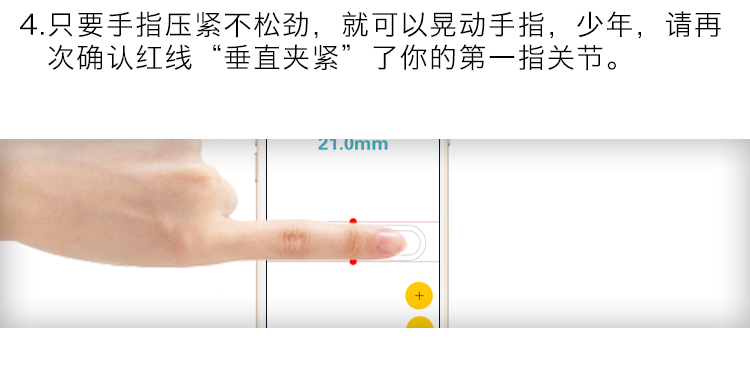 4.只要手指压紧不松劲，就可以晃动手指，少年，请再
次确认红线“垂直夹紧”了你的第一指关节。
21.0mm
+